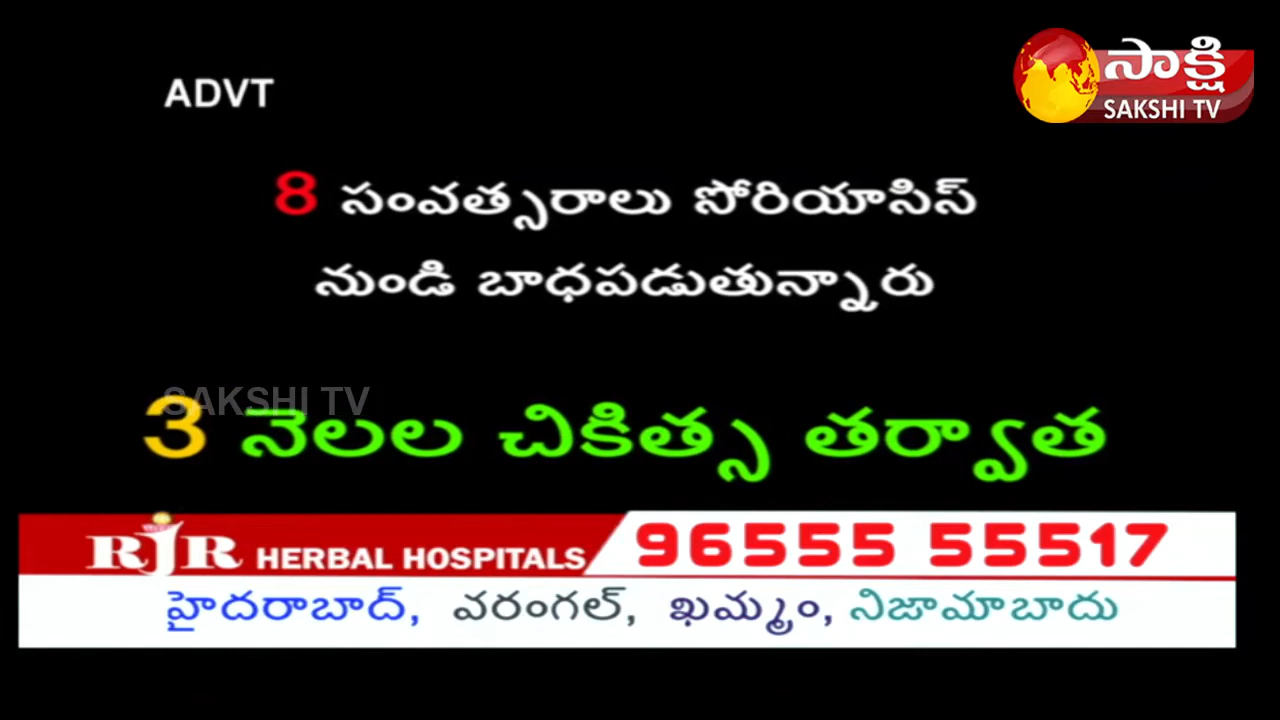 సాక్షి
SAKSHI TV
ADVT
8 సంవత్సరాలు సోరియాసిస్
నుండి బాధపడుతున్నారు
SAKSHI TV
3 నెలల చికిత్స తర్వాత
RJR HERBAL HOSPITALS 96555 55517
హైదరాబాద్, వరంగల్, ఖమ్మం, నిజామాబాదు